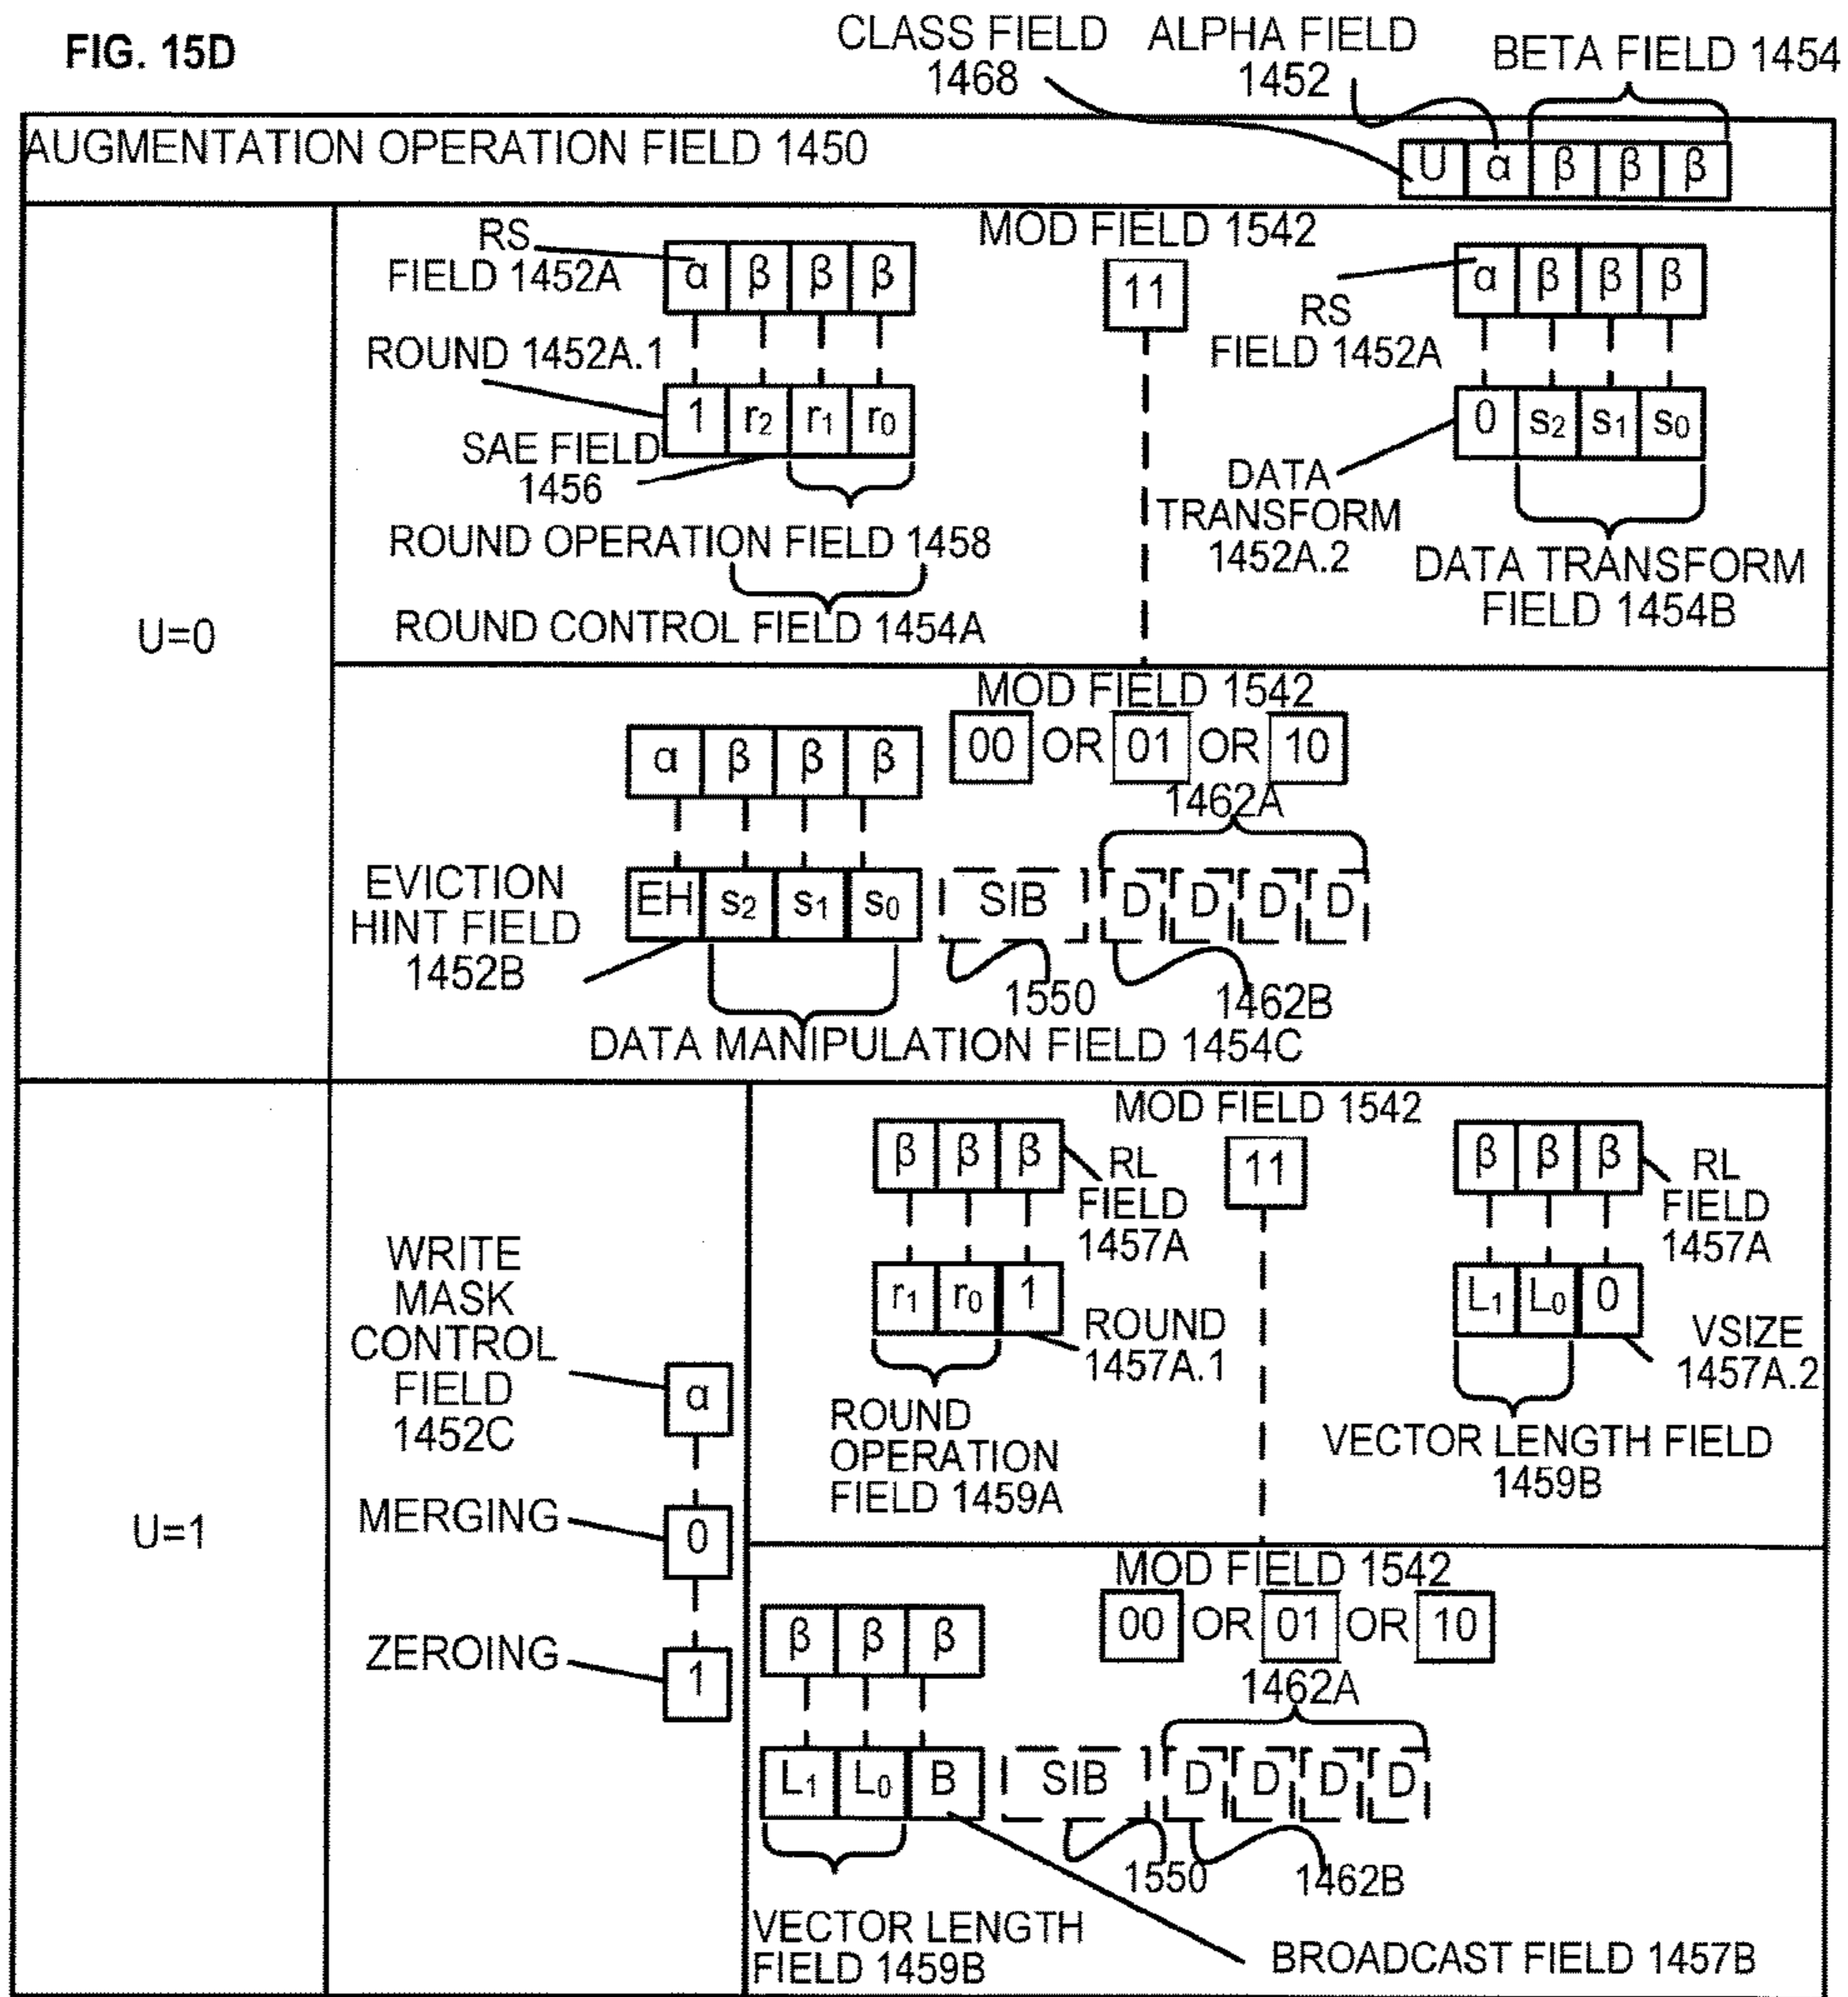 FIG. 15D
CLASS FIELD
1468
ALPHA FIELD
1452
BETA FIELD 1454
AUGMENTATION OPERATION FIELD 1450
U α β β β
U=0
MOD FIELD 1542
11
RS
FIELD 1452A
α β β β
ROUND 1452A.1
1 r2 r1 r0
SAE FIELD
1456
ROUND OPERATION FIELD 1458
ROUND CONTROL FIELD 1454A
α β β β
RS
FIELD 1452A
0 s2 s1 s0
DATA
TRANSFORM
1452A.2
DATA TRANSFORM
FIELD 1454B
MOD FIELD 1542
00 OR 01 OR 10
α β β β
1462A
EVICTION
HINT FIELD
1452B
EH s2 s1 s0
SIB
D D D D
1550
1462B
DATA MANIPULATION FIELD 1454C
U=1
WRITE
MASK
CONTROL
FIELD
1452C
α
MERGING
0
ZEROING
1
MOD FIELD 1542
11
β β β
RL
FIELD
1457A
r1 r0 1
ROUND
1457A.1
ROUND
OPERATION
FIELD 1459A
β β β
RL
FIELD
1457A
L1 L0 0
VSIZE
1457A.2
VECTOR LENGTH FIELD
1459B
MOD FIELD 1542
00 OR 01 OR 10
β β β
1462A
L1 L0 B
SIB
D D D D
1550
1462B
VECTOR LENGTH
FIELD 1459B
BROADCAST FIELD 1457B